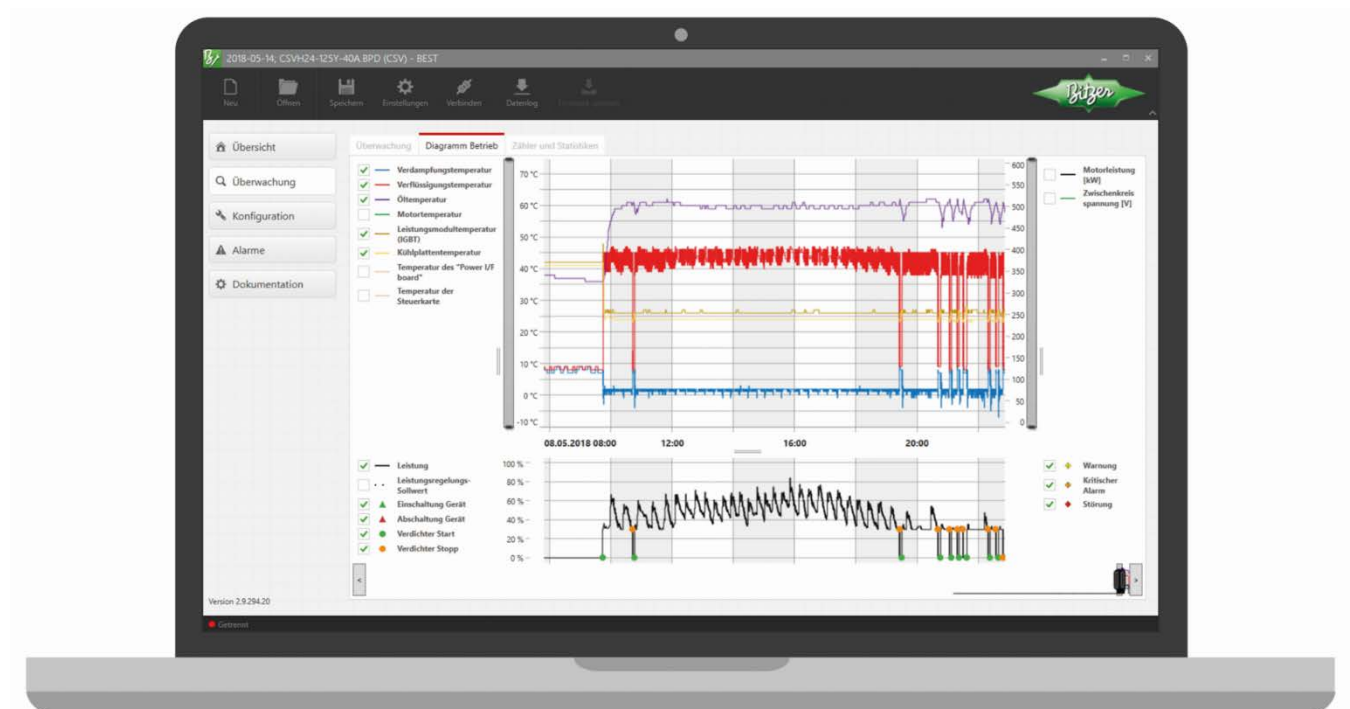 2018-05-14; CSVH24-125Y-40A.BPD (CSV) - BEST
Neu
Öffnen
Speichern
Einstellungen
Verbinden
Datenlog
Bitzer
Übersicht
Überwachung
Konfiguration
Alarme
Dokumentation
Überwachung
Diagramm Betrieb
Zähler und Statistiken
Verdampfungstemperatur
Verflüssigungstemperatur
Öltemperatur
Motortemperatur
Leistungsmodultemperatur
(IGBT)
Kühlplattentemperatur
Temperatur des "Power I/F
board"
Temperatur der
Steuerkarte
70 °C
60 °C
50 °C
40 °C
30 °C
20 °C
10 °C
0 °C
-10 °C
600
550
500
450
400
350
300
250
200
150
100
50
0
Motorleistung
[kW]
Zwischenkreis
spannung [V]
08.05.2018 08:00
12:00
16:00
20:00
Leistung
Leistungsregelungs-
Sollwert
Einschaltung Gerät
Abschaltung Gerät
Verdichter Start
Verdichter Stopp
100 %
80 %
60 %
40 %
20 %
0 %
Warnung
Kritischer
Alarm
Störung
<
>
Version 2.9.294.20
Getrennt